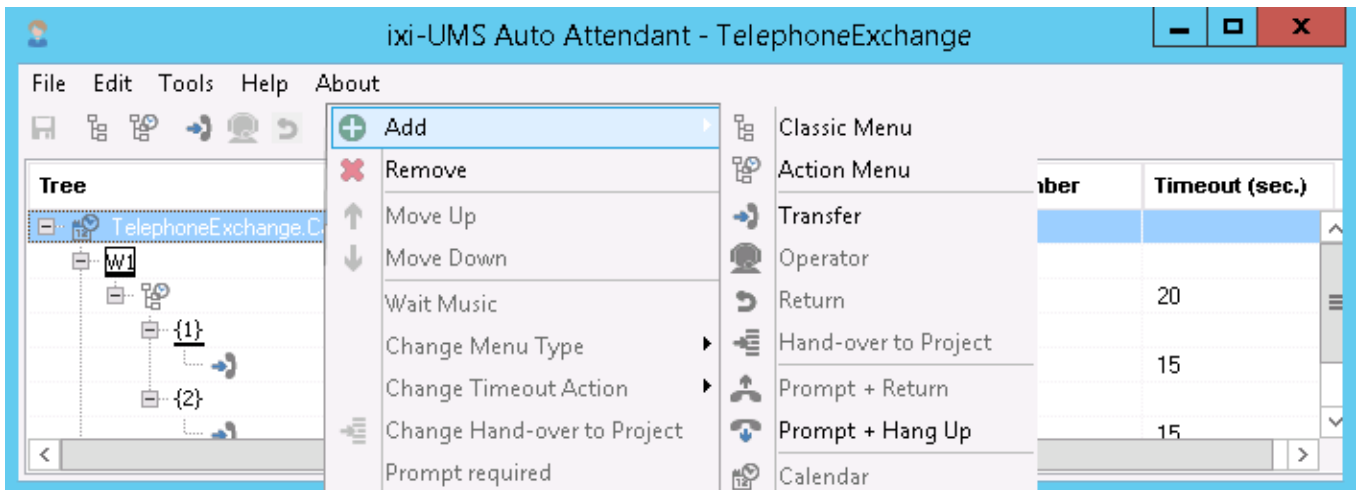 ixi-UMS Auto Attendant - TelephoneExchange
File Edit Tools Help About
Add
Remove
Move Up
Move Down
Wait Music
Change Menu Type
Change Timeout Action
Change Hand-over to Project
Prompt required
Classic Menu
Action Menu
Transfer
Operator
Return
Hand-over to Project
Prompt + Return
Prompt + Hang Up
Calendar
Tree
Timeout (sec.)
W1
{1}
{2}
20
15
15